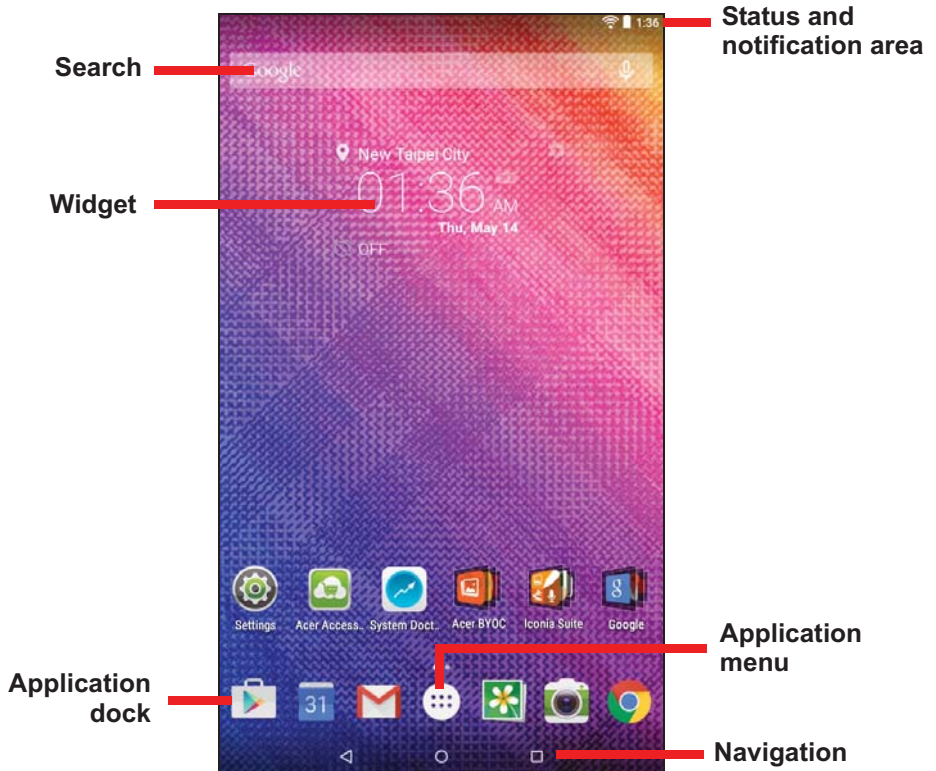 Status and
notification area
1:36
Search
Google
New Taipei City
Widget
01:36 AM
Thu, May 14
OFF
Settings
Acer Access..
System Doct..
Acer BYOC
Iconia Suite
Google
8
Application
menu
Application
dock
31
Navigation